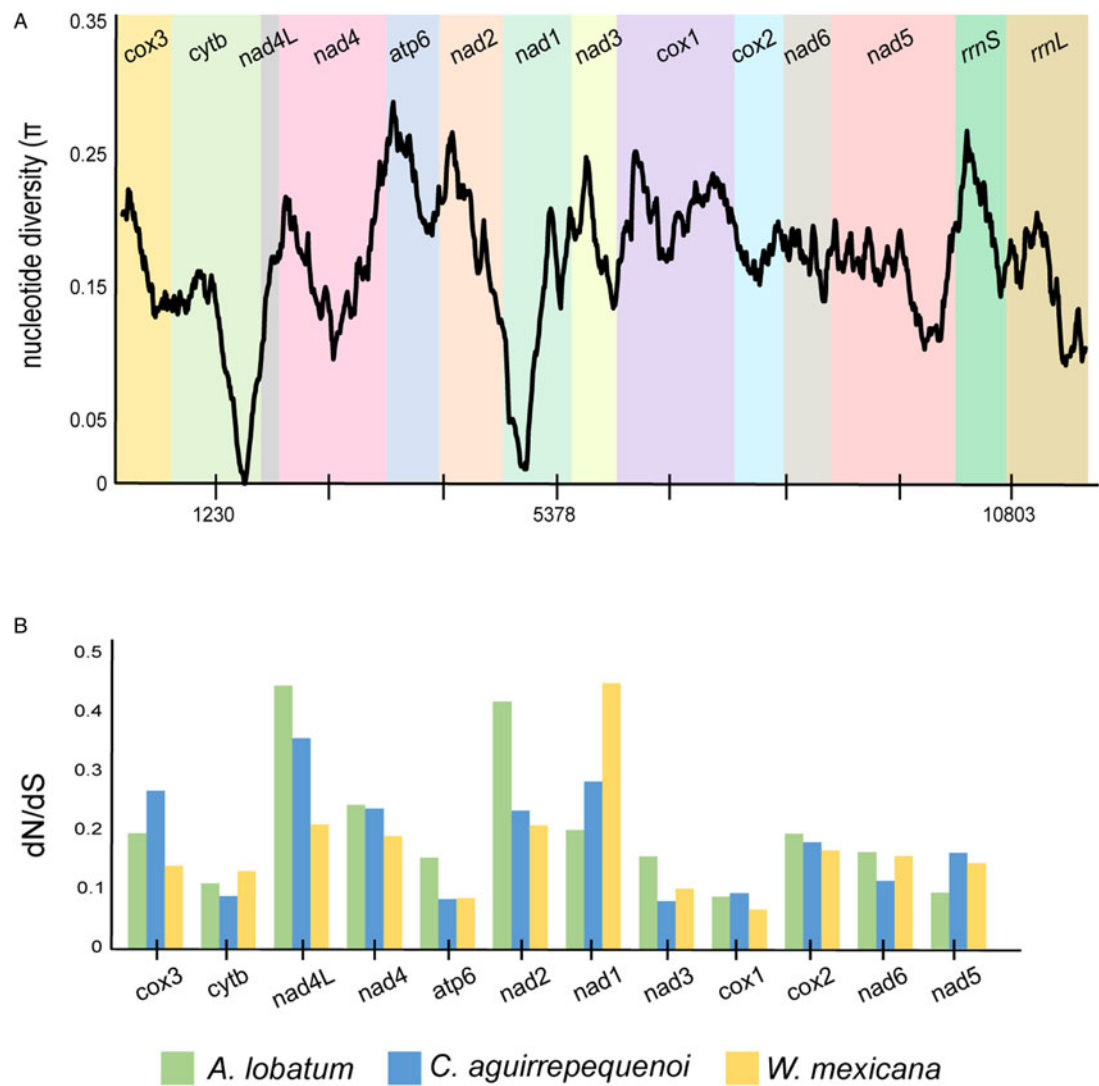 A
0.35
cox3 cytb nad4L nad4 atp6 nad2 nad1 nad3 cox1 cox2 nad6 nad5 rrnS rrnL
nucleotide diversity (π
0.25
0.15
0.05
0
1230 5378 10803
B
0.5
0.4
0.3
dN/dS
0.2
0.1
0
cox3 cytb nad4L nad4 atp6 nad2 nad1 nad3 cox1 cox2 nad6 nad5
A. lobatum C. aguirrepequenoi W. mexicana